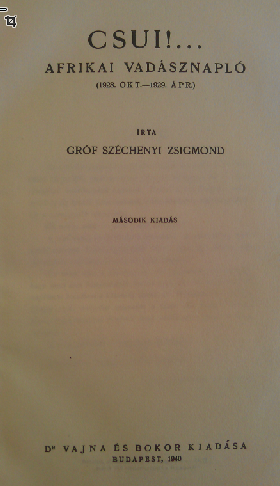 CSUI!...
AFRIKAI VADÁSZNAPLÓ
(1928. OKT.—1929. ÁPR.)
IRTA
GRÓF SZÉCHENYI ZSIGMOND
MÁSODIK KIADÁS
Dr VAJNA ÉS BOKOR KIADÁSA
BUDAPEST, 1940